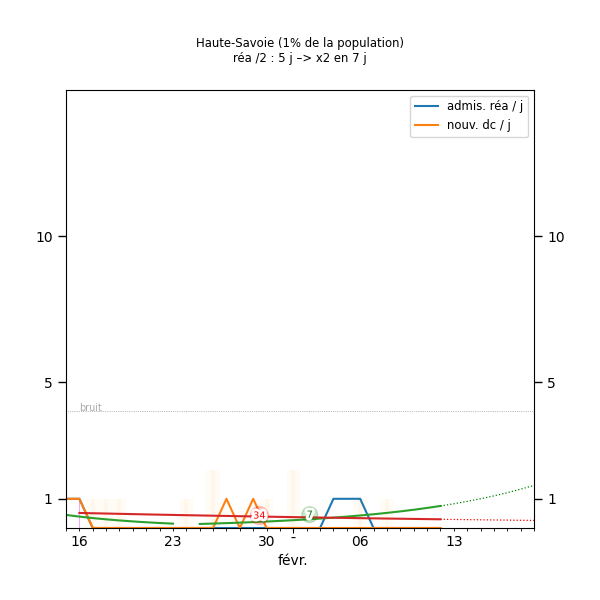 Haute-Savoie (1% de la population)
réa /2 : 5 j –> x2 en 7 j
admis. réa / j
nouv. dc / j
10 10
5 5
bruit
1 1
34 7
16 23 30 - 06 13
févr.